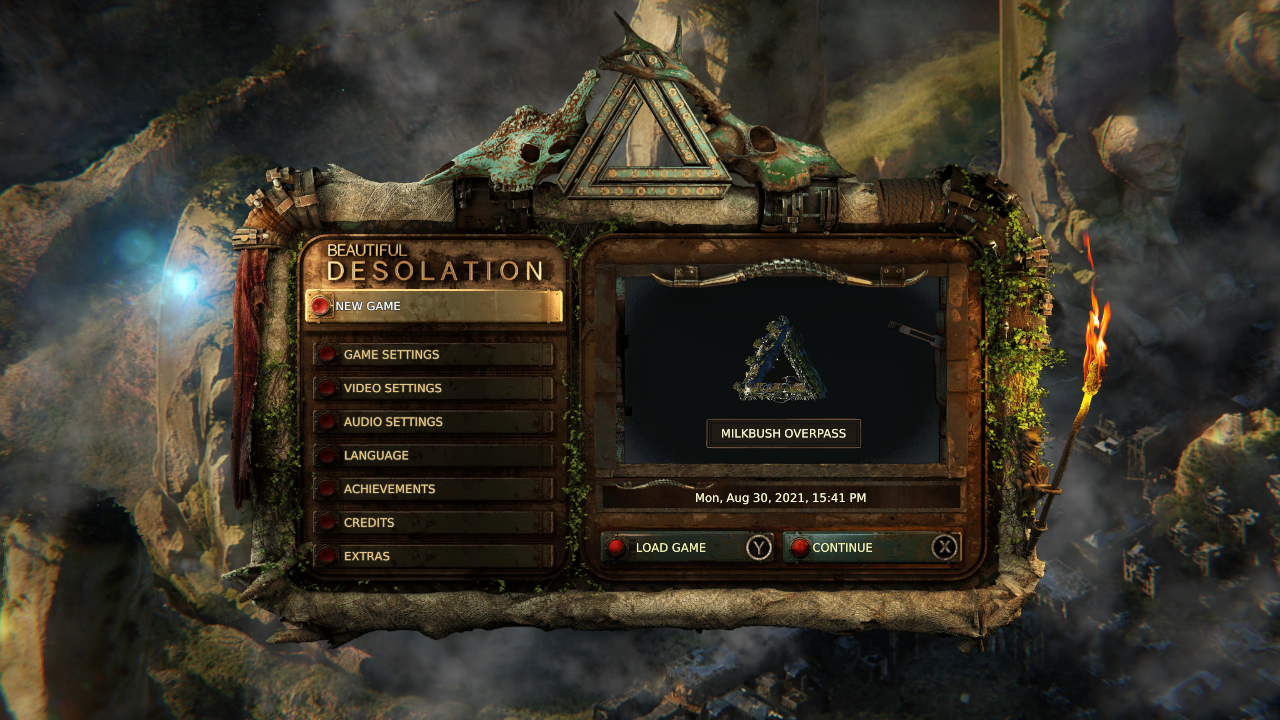 BEAUTIFUL
DESOLATION
NEW GAME
GAME SETTINGS
VIDEO SETTINGS
AUDIO SETTINGS
LANGUAGE
ACHIEVEMENTS
CREDITS
EXTRAS
MILKBUSH OVERPASS
Mon, Aug 30, 2021, 15:41 PM
LOAD GAME Y CONTINUE X